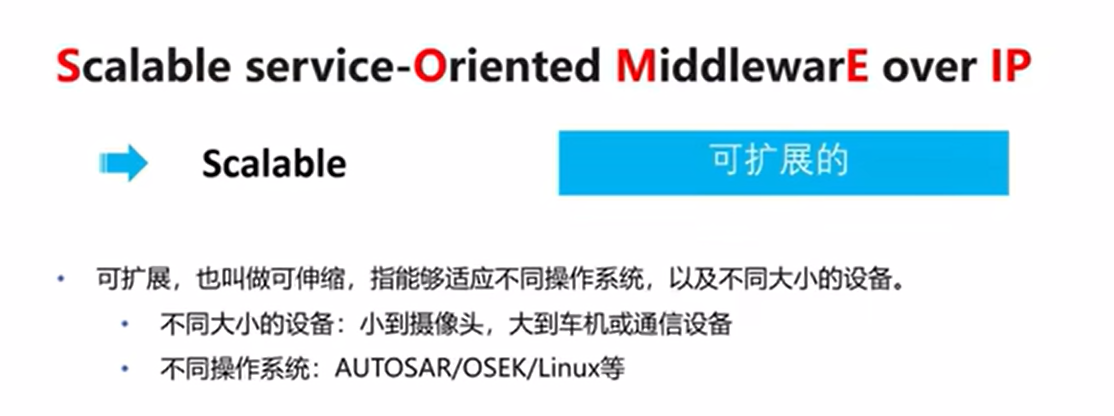 Scalable service-Oriented MiddlewarE over IP
Scalable
可扩展的
可扩展，也叫做可伸缩，指能够适应不同操作系统，以及不同大小的设备。
不同大小的设备：小到摄像头，大到车机或通信设备
不同操作系统：AUTOSAR/OSEK/Linux等